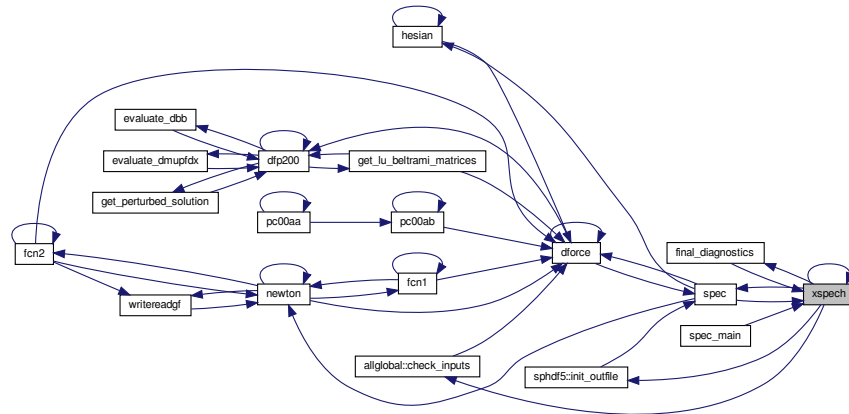 hesian
evaluate_dbb
evaluate_dmupfdx
dfp200
get_lu_beltrami_matrices
get_perturbed_solution
pc00aa
pc00ab
fcn2
dforce
final_diagnostics
fcn1
newton
writereadgf
spec
xspech
spec_main
allglobal::check_inputs
sphdf5::init_outfile